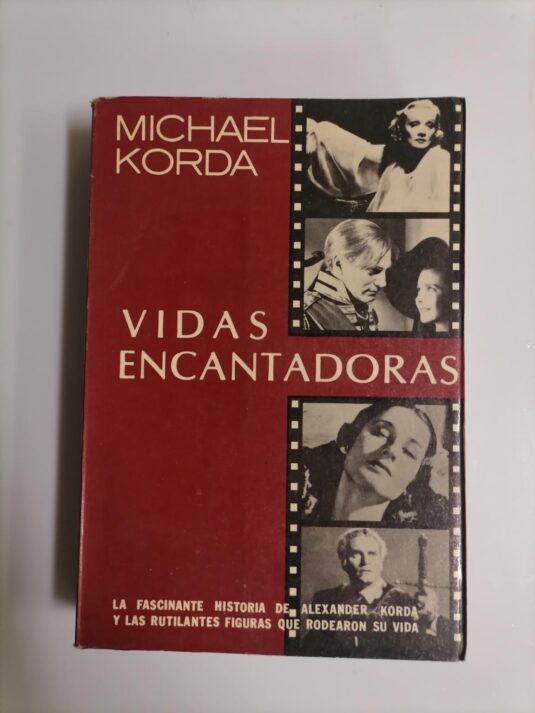 MICHAEL
KORDA
VIDAS
ENCANTADORAS
LA FASCINANTE HISTORIA DE ALEXANDER KORDA
Y LAS RUTILANTES FIGURAS QUE RODEARON SU VIDA